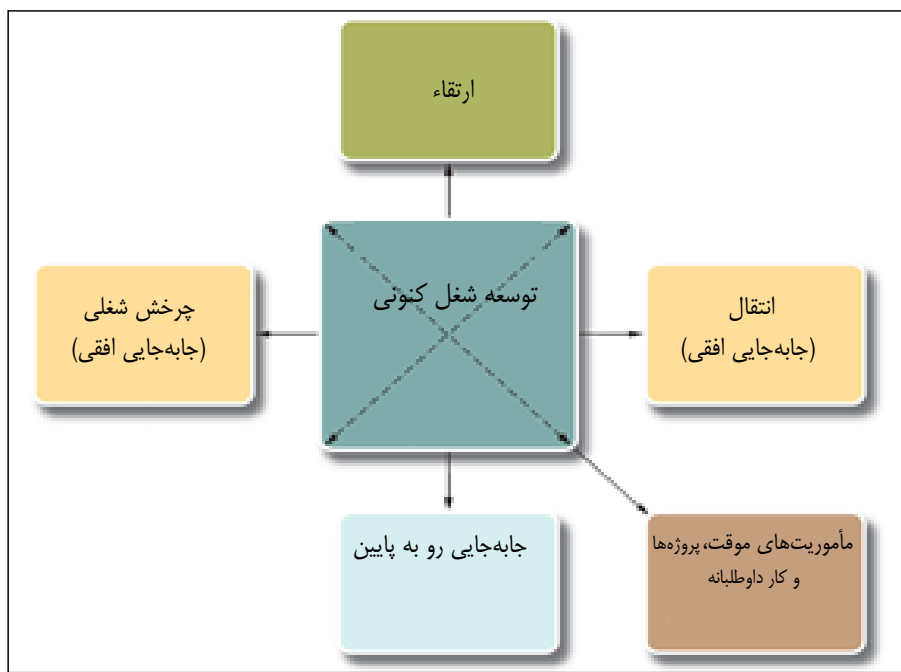 ارتقاء
توسعه شغل کنونی
انتقال
(جابه‌جایی افقی)
چرخش شغلی
(جابه‌جایی افقی)
جابه‌جایی رو به پایین
مأموریت‌های موقت، پروژه‌ها
و کار داوطلبانه